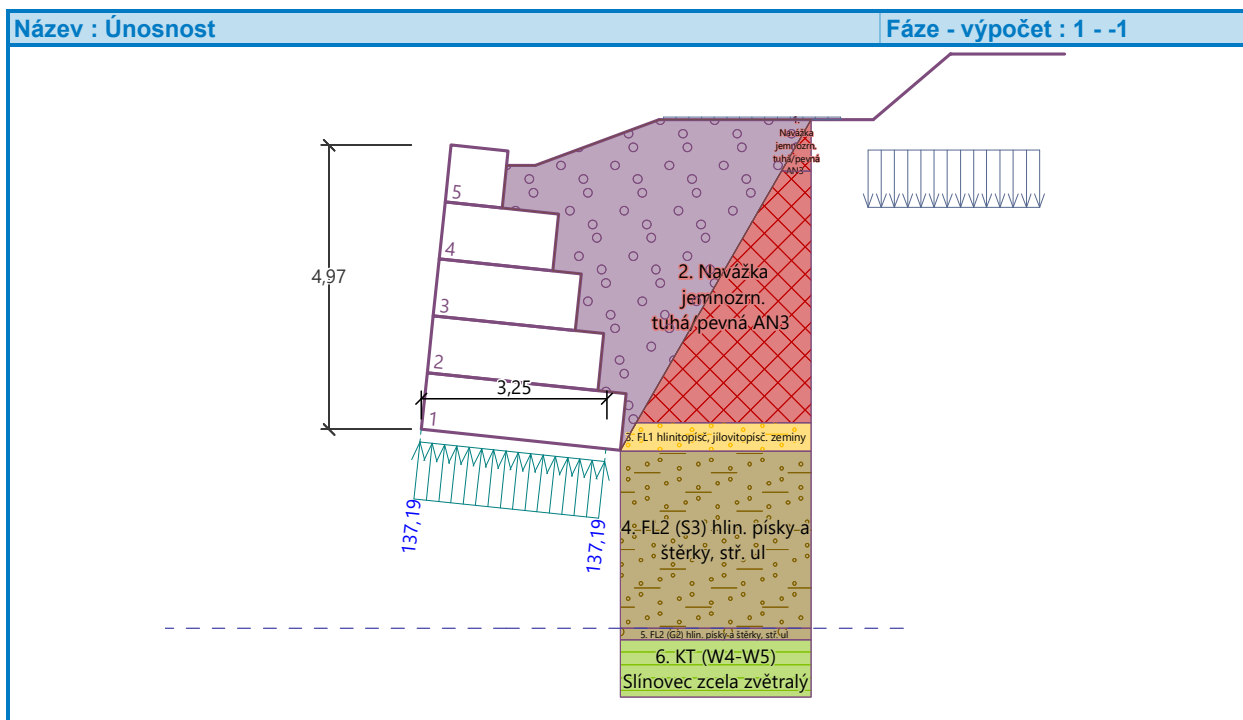 Název : Únosnost
Fáze - výpočet : 1 - -1
Navážka
jemnozrn.
tuhá/pevná
AN3
5
4
3
2
1
4,97
3,25
2. Navážka
jemnozrn.
tuhá/pevná AN3
3. FL1 hlinitopísč, jílovitopísč. zeminy
137,19
137,19
4. FL2 (S3) hlin. písky a
štěrky, stř. ul
5. FL2 (G2) hlin. písky a štěrky, stř. ul
6. KT (W4-W5)
Slínovec zcela zvětralý